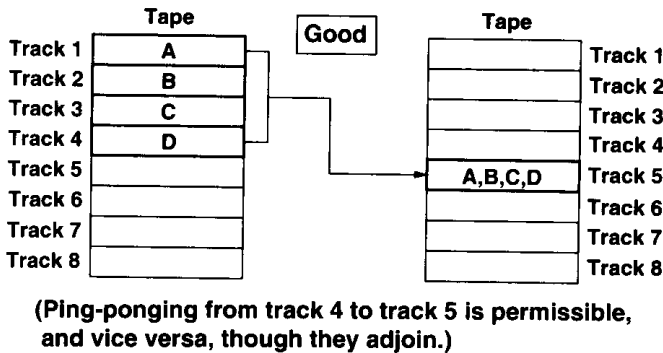 Tape
Good
Tape
Track 1
A
Track 2
B
Track 3
C
Track 4
D
Track 5
Track 6
Track 7
Track 8
Track 1
Track 2
Track 3
Track 4
A,B,C,D
Track 5
Track 6
Track 7
Track 8
(Ping-ponging from track 4 to track 5 is permissible,
and vice versa, though they adjoin.)